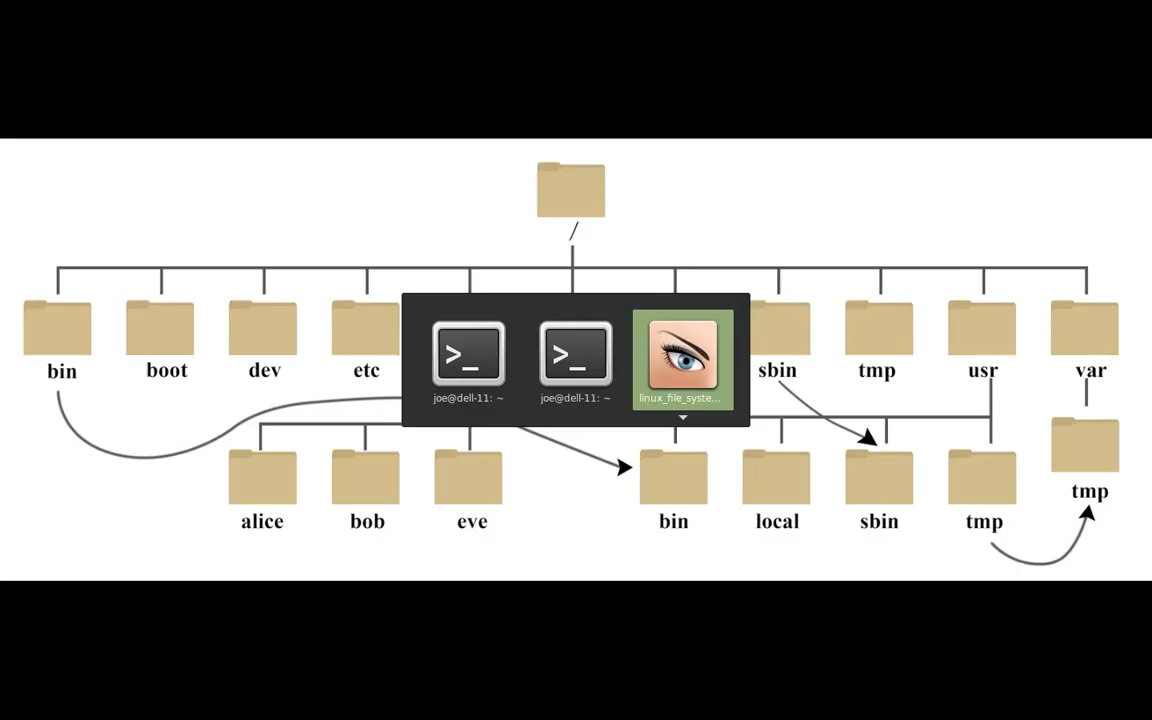 /
bin
boot
dev
etc
sbin
tmp
usr
var
>_
>_
joe@dell-11: ~
joe@dell-11: ~
linux_file_syste...
alice
bob
eve
bin
local
sbin
tmp
tmp